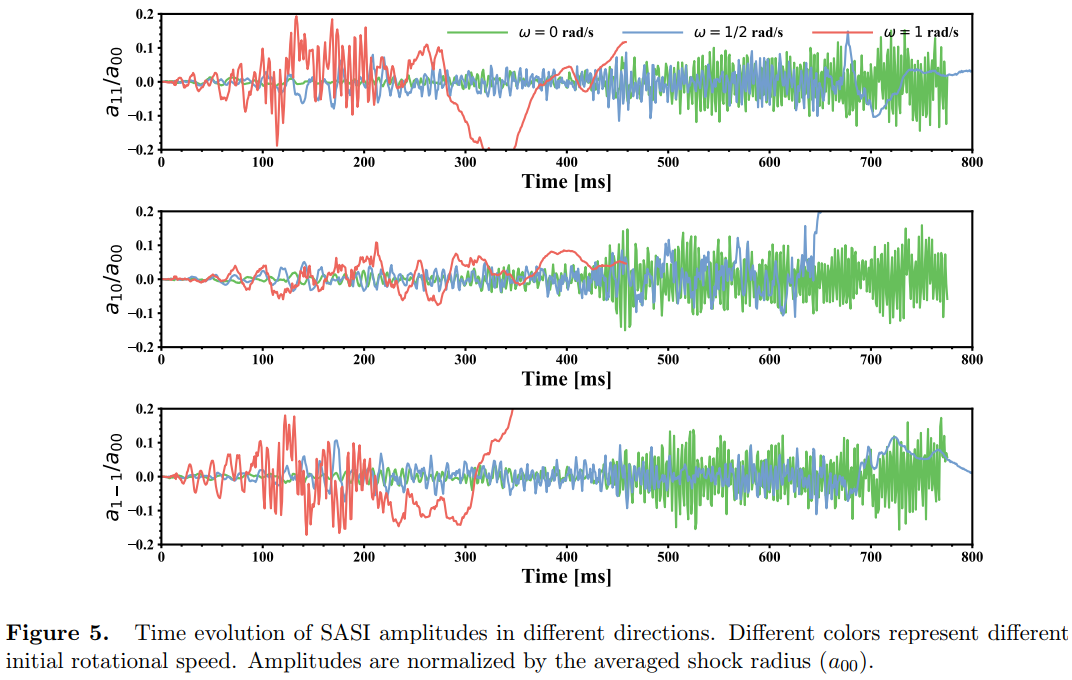 0.2
ω = 0 rad/s ω = 1/2 rad/s ω = 1 rad/s
0.1
0.0
−0.1
−0.2
a₁₁/a₀₀
0 100 200 300 400 500 600 700 800
Time [ms]
0.2
0.1
0.0
−0.1
−0.2
a₁₀/a₀₀
0 100 200 300 400 500 600 700 800
Time [ms]
0.2
0.1
0.0
−0.1
−0.2
a₁₋₁/a₀₀
0 100 200 300 400 500 600 700 800
Time [ms]
Figure 5. Time evolution of SASI amplitudes in different directions. Different colors represent different
initial rotational speed. Amplitudes are normalized by the averaged shock radius (a₀₀).